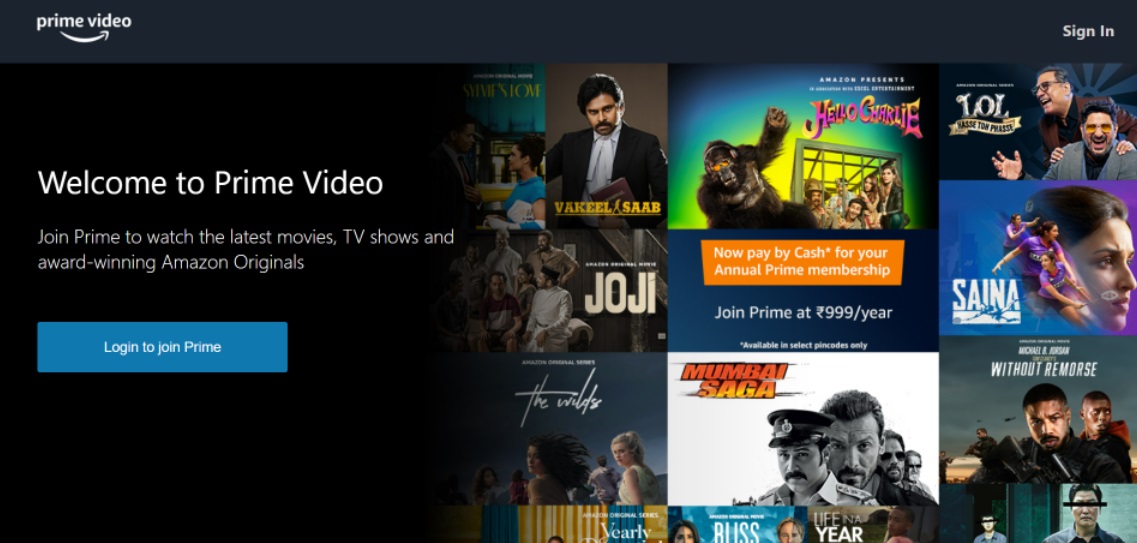 prime video
Sign In
Welcome to Prime Video
Join Prime to watch the latest movies, TV shows and
award-winning Amazon Originals
Login to join Prime
AMAZON ORIGINAL MOVIE
SYLVIE'S LOVE
VAKEEL SAAB
AMAZON PRESENTS
IN ASSOCIATION WITH EXCEL ENTERTAINMENT
HELLO CHARLIE
AMAZON ORIGINAL SERIES
LOL
HASSE TOH PHASSE
AMAZON ORIGINAL MOVIE
JOJI
Now pay by Cash* for your
Annual Prime membership
Join Prime at ₹999/year
*Available in select pincodes only
SAINA
AMAZON ORIGINAL SERIES
the wilds
MUMBAI
SAGA
AMAZON ORIGINAL MOVIE
MICHAEL B. JORDAN
WITHOUT REMORSE
AMAZON ORIGINAL SERIES
Yearly
AMAZON ORIGINAL MOVIE
BLISS
LIFE IN A
YEAR